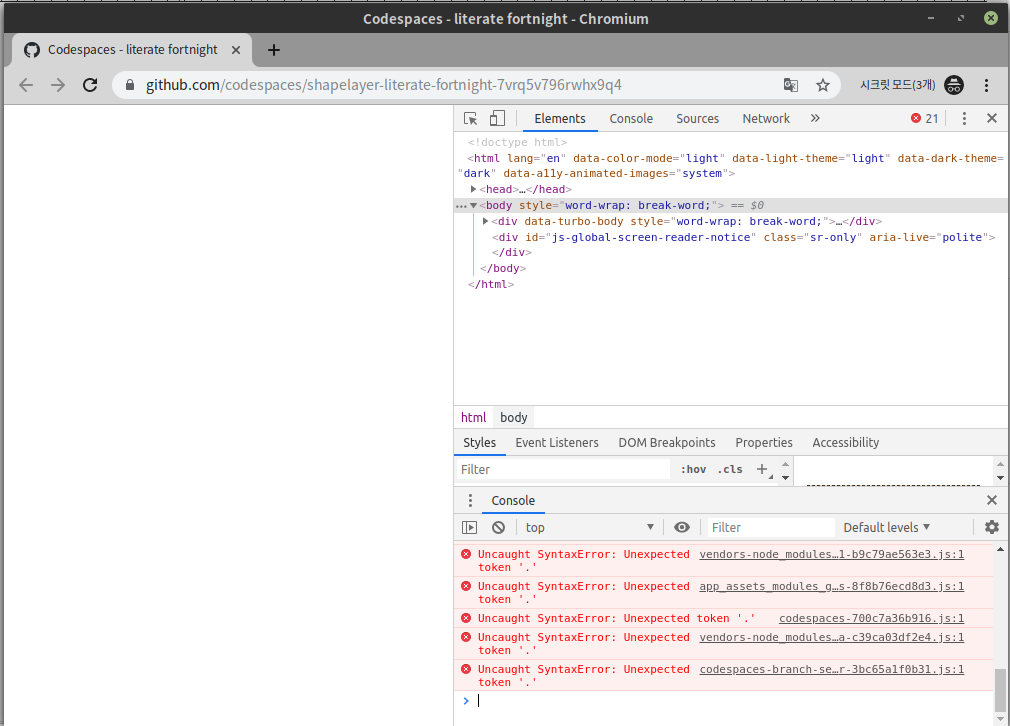 Codespaces - literate fortnight - Chromium
Codespaces - literate fortnight
github.com/codespaces/shapelayer-literate-fortnight-7vrq5v796rwhx9q4
시크릿 모드(3개)
Elements Console Sources Network » 21
<!doctype html>
<html lang="en" data-color-mode="light" data-light-theme="light" data-dark-theme=
"dark" data-a11y-animated-images="system">
<head>…</head>
<body style="word-wrap: break-word;"> == $0
<div data-turbo-body style="word-wrap: break-word;">…</div>
<div id="js-global-screen-reader-notice" class="sr-only" aria-live="polite">
</div>
</body>
</html>
html body
Styles Event Listeners DOM Breakpoints Properties Accessibility
Filter :hov .cls +
Console
top Filter Default levels
Uncaught SyntaxError: Unexpected vendors-node_modules…1-b9c79ae563e3.js:1
token '.'
Uncaught SyntaxError: Unexpected app_assets_modules_g…s-8f8b76ecd8d3.js:1
token '.'
Uncaught SyntaxError: Unexpected token '.' codespaces-700c7a36b916.js:1
Uncaught SyntaxError: Unexpected vendors-node_modules…a-c39ca03df2e4.js:1
token '.'
Uncaught SyntaxError: Unexpected codespaces-branch-se…r-3bc65a1f0b31.js:1
token '.'